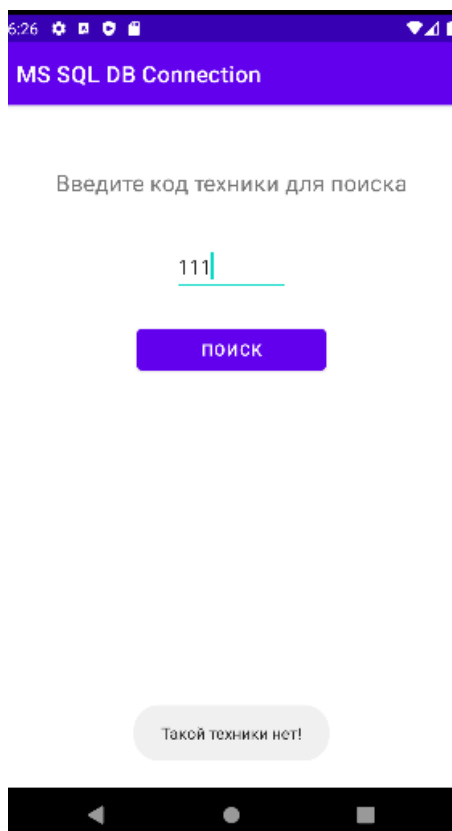 6:26
MS SQL DB Connection
Введите код техники для поиска
111
ПОИСК
Такой техники нет!